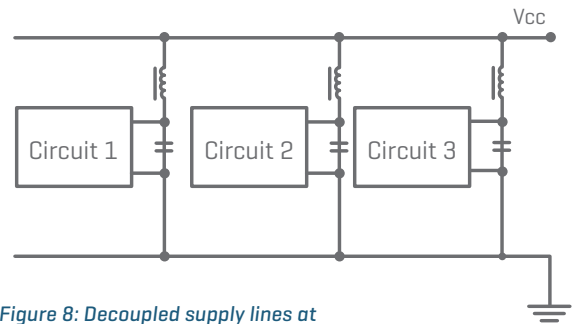 Vcc
Circuit 1 Circuit 2 Circuit 3
Figure 8: Decoupled supply lines at